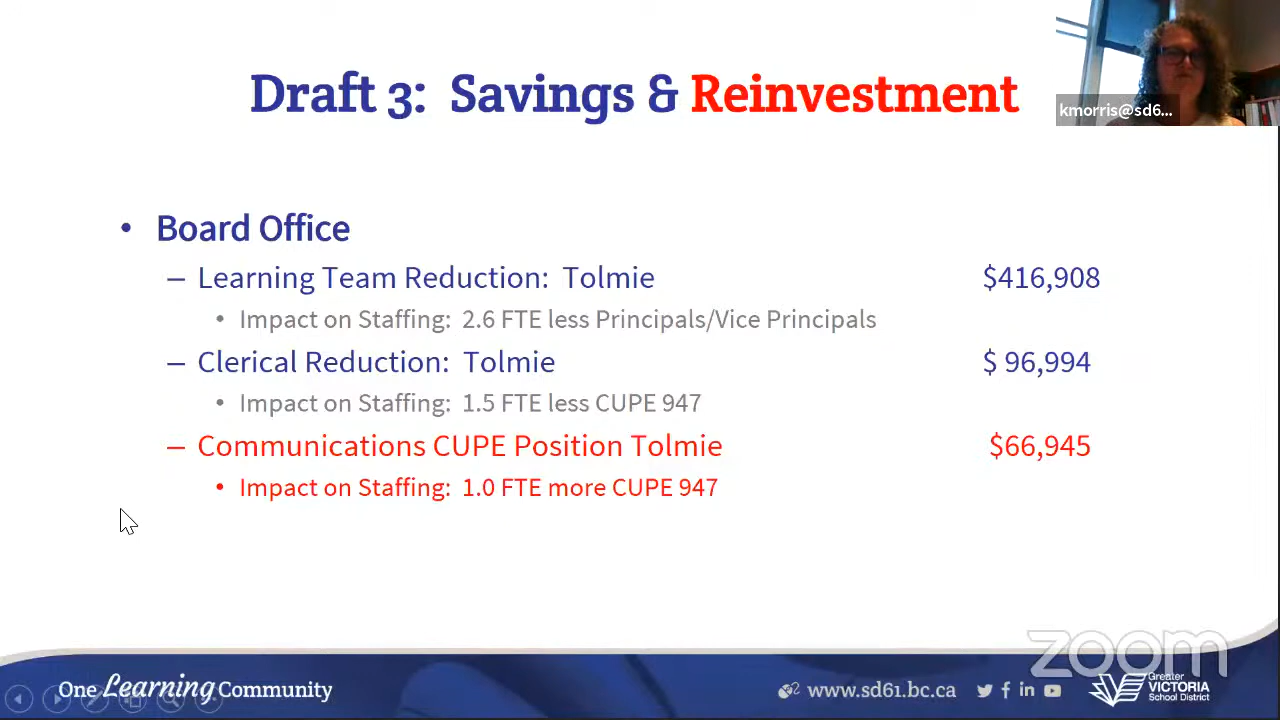 Draft 3: Savings & Reinvestment
kmorris@sd6...
• Board Office
– Learning Team Reduction: Tolmie $416,908
• Impact on Staffing: 2.6 FTE less Principals/Vice Principals
– Clerical Reduction: Tolmie $ 96,994
• Impact on Staffing: 1.5 FTE less CUPE 947
– Communications CUPE Position Tolmie $66,945
• Impact on Staffing: 1.0 FTE more CUPE 947
zoom
One Learning Community
www.sd61.bc.ca
Greater
VICTORIA
School District